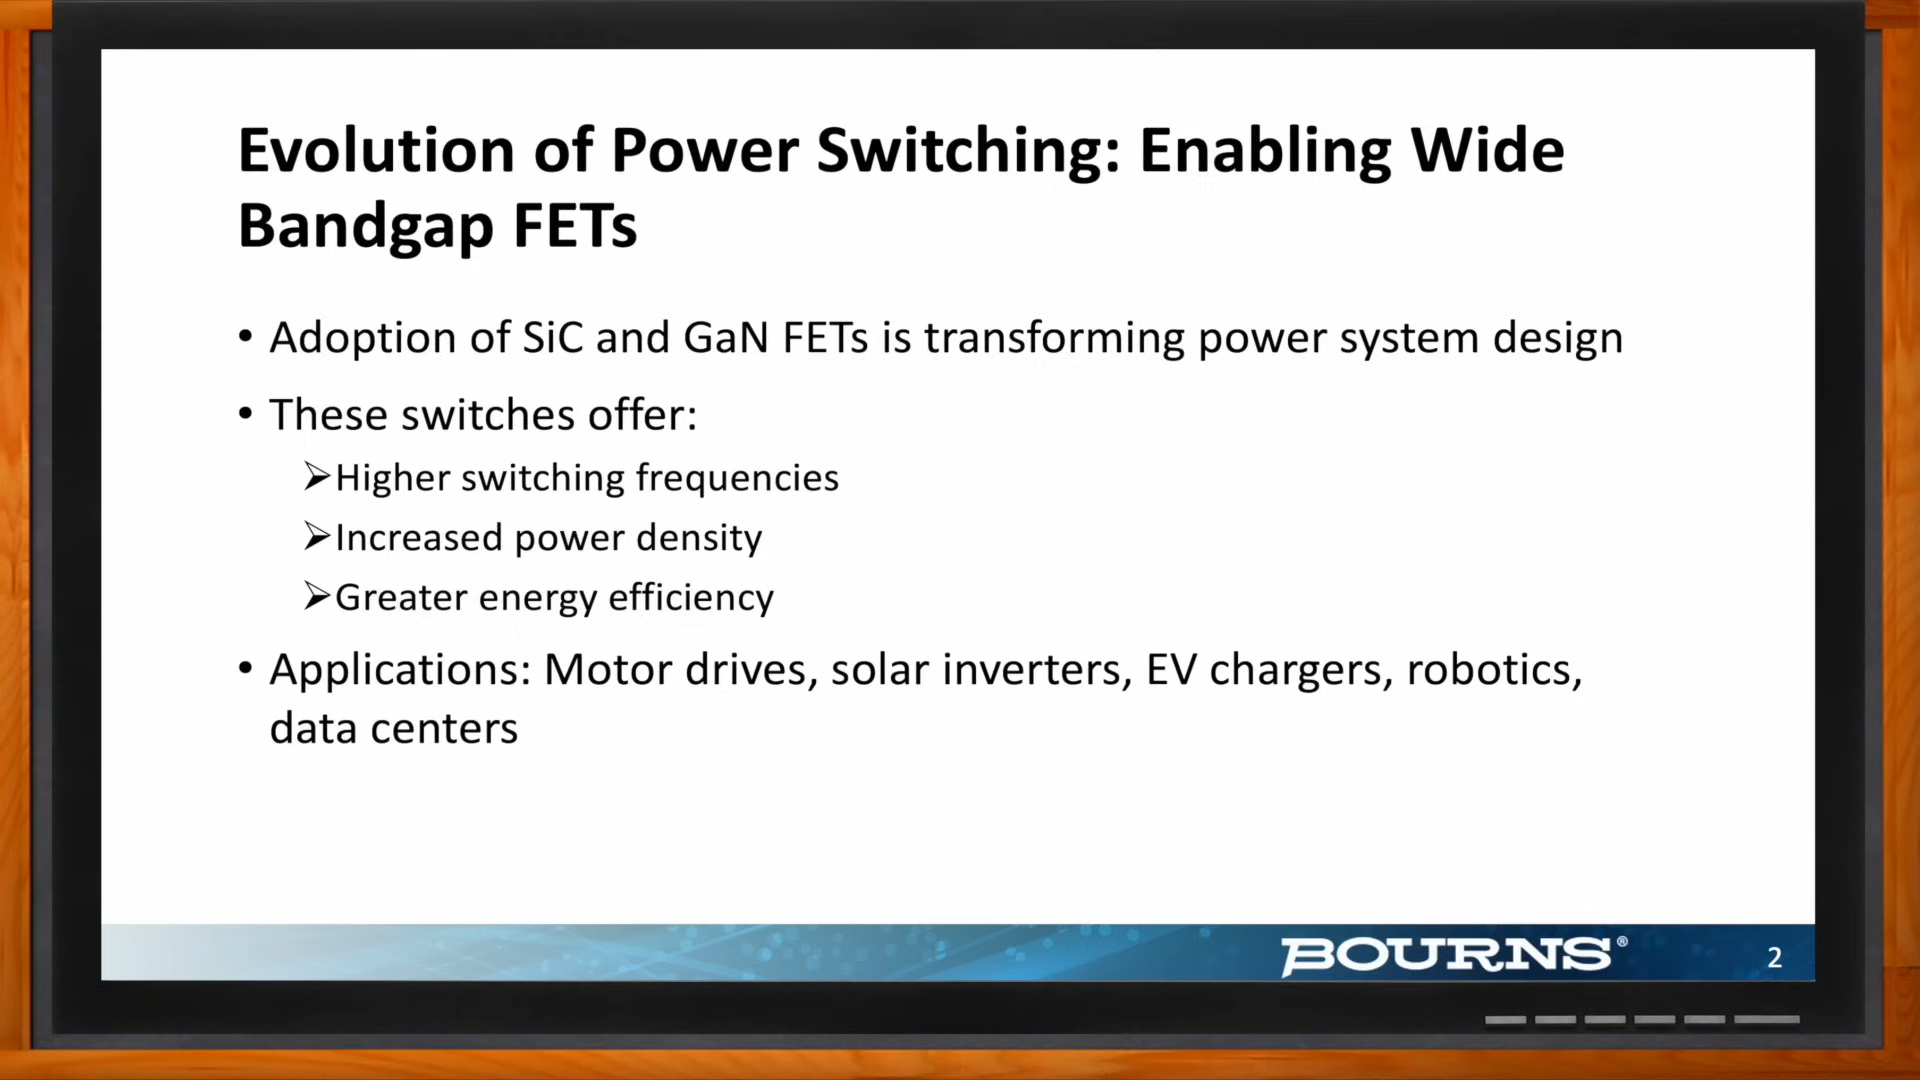 Evolution of Power Switching: Enabling Wide
Bandgap FETs
• Adoption of SiC and GaN FETs is transforming power system design
• These switches offer:
➢Higher switching frequencies
➢Increased power density
➢Greater energy efficiency
• Applications: Motor drives, solar inverters, EV chargers, robotics,
data centers
BOURNS®
2